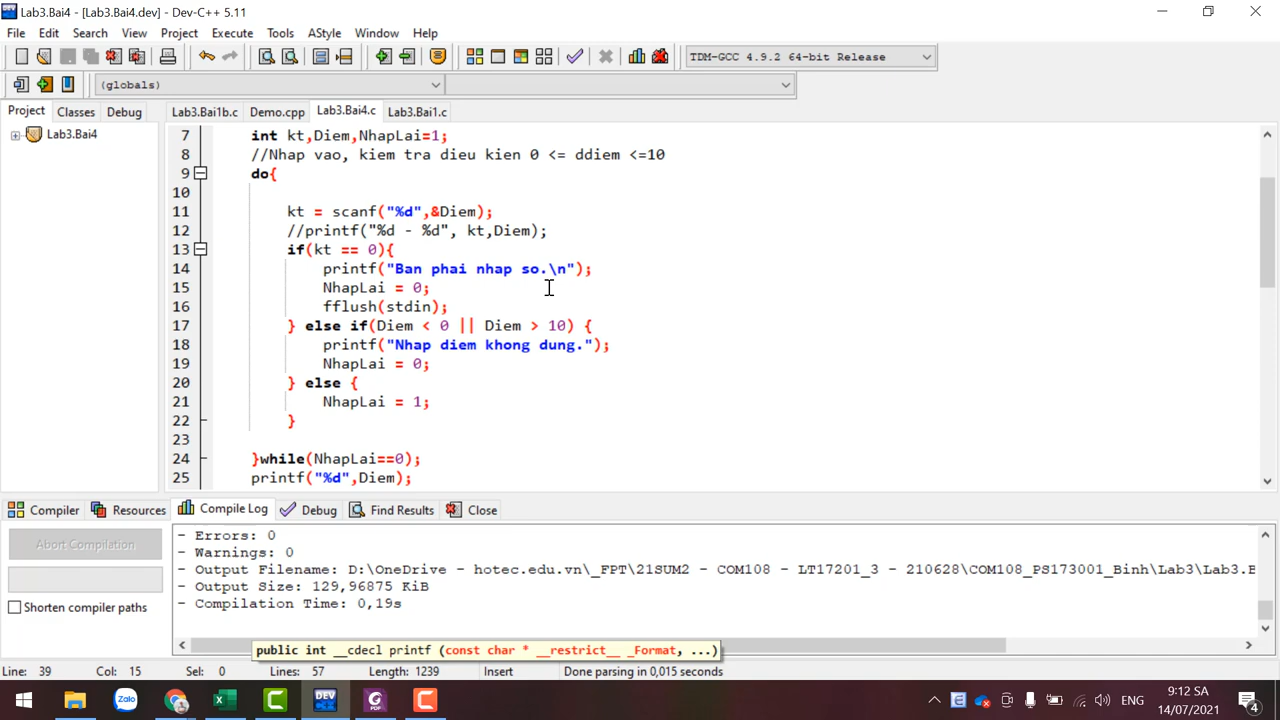 Lab3.Bai4 - [Lab3.Bai4.dev] - Dev-C++ 5.11
File Edit Search View Project Execute Tools AStyle Window Help
TDM-GCC 4.9.2 64-bit Release
(globals)
Project Classes Debug
Lab3.Bai1b.c Demo.cpp Lab3.Bai4.c Lab3.Bai1.c
Lab3.Bai4
7 int kt,Diem,NhapLai=1;
8 //Nhap vao, kiem tra dieu kien 0 <= ddiem <=10
9 do{
10
11 kt = scanf("%d",&Diem);
12 //printf("%d - %d", kt,Diem);
13 if(kt == 0){
14 printf("Ban phai nhap so.\n");
15 NhapLai = 0;
16 fflush(stdin);
17 } else if(Diem < 0 || Diem > 10) {
18 printf("Nhap diem khong dung.");
19 NhapLai = 0;
20 } else {
21 NhapLai = 1;
22 }
23
24 }while(NhapLai==0);
25 printf("%d",Diem);
Compiler Resources Compile Log Debug Find Results Close
Abort Compilation
Shorten compiler paths
- Errors: 0
- Warnings: 0
- Output Filename: D:\OneDrive - hotec.edu.vn\_FPT\21SUM2 - COM108 - LT17201_3 - 210628\COM108_PS173001_Binh\Lab3\Lab3.B
- Output Size: 129,96875 KiB
- Compilation Time: 0,19s
public int __cdecl printf (const char * __restrict__ _Format, ...)
Line: 39 Col: 15 Sel: 0 Lines: 57 Length: 1239 Insert Done parsing in 0,015 seconds
Zalo
DEV
PDF
ENG
9:12 SA
14/07/2021
4